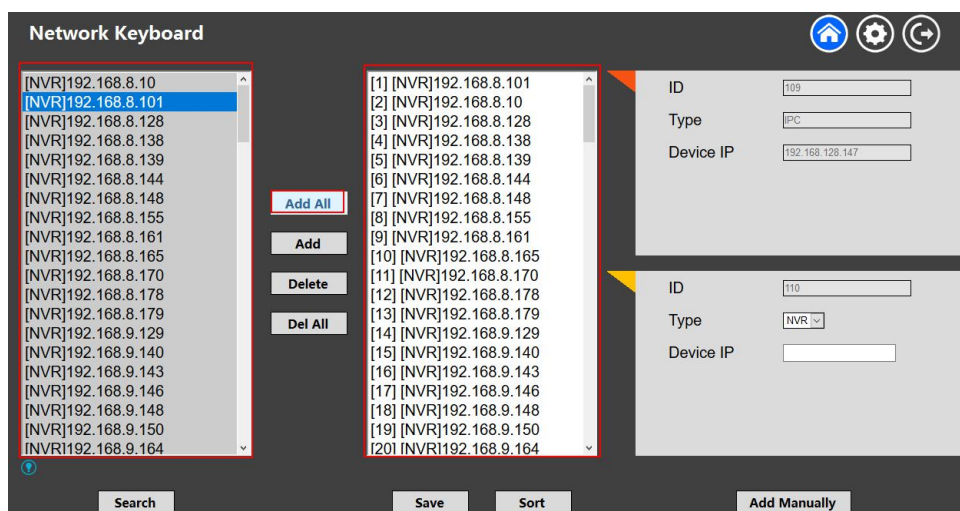 Network Keyboard
[NVR]192.168.8.10
[NVR]192.168.8.101
[NVR]192.168.8.128
[NVR]192.168.8.138
[NVR]192.168.8.139
[NVR]192.168.8.144
[NVR]192.168.8.148
[NVR]192.168.8.155
[NVR]192.168.8.161
[NVR]192.168.8.165
[NVR]192.168.8.170
[NVR]192.168.8.178
[NVR]192.168.8.179
[NVR]192.168.9.129
[NVR]192.168.9.140
[NVR]192.168.9.143
[NVR]192.168.9.146
[NVR]192.168.9.148
[NVR]192.168.9.150
[NVR]192.168.9.164
Add All
Add
Delete
Del All
[1] [NVR]192.168.8.101
[2] [NVR]192.168.8.10
[3] [NVR]192.168.8.128
[4] [NVR]192.168.8.138
[5] [NVR]192.168.8.139
[6] [NVR]192.168.8.144
[7] [NVR]192.168.8.148
[8] [NVR]192.168.8.155
[9] [NVR]192.168.8.161
[10] [NVR]192.168.8.165
[11] [NVR]192.168.8.170
[12] [NVR]192.168.8.178
[13] [NVR]192.168.8.179
[14] [NVR]192.168.9.129
[15] [NVR]192.168.9.140
[16] [NVR]192.168.9.143
[17] [NVR]192.168.9.146
[18] [NVR]192.168.9.148
[19] [NVR]192.168.9.150
[20] [NVR]192.168.9.164
ID 109
Type IPC
Device IP 192.168.128.147
ID 110
Type NVR
Device IP
Search
Save
Sort
Add Manually